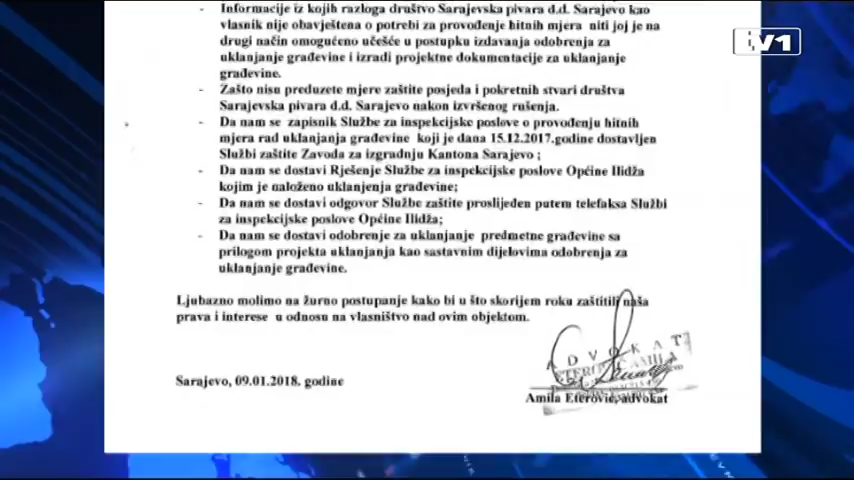 - Informacije iz kojih razloga društvo Sarajevska pivara d.d. Sarajevo kao
vlasnik nije obavještena o potrebi za provođenje hitnih mjera niti joj je na
drugi način omogućeno učešće u postupku izdavanja odobrenja za
uklanjanje građevine i izradi projektne dokumentacije za uklanjanje
građevine.
- Zašto nisu preduzete mjere zaštite posjeda i pokretnih stvari društva
Sarajevska pivara d.d. Sarajevo nakon izvršenog rušenja.
- Da nam se zapisnik Službe za inspekcijske poslove o provođenju hitnih
mjera rad uklanjanja građevine koji je dana 15.12.2017.godine dostavljen
Službi zaštite Zavoda za izgradnju Kantona Sarajevo ;
- Da nam se dostavi Rješenje Službe za inspekcijske poslove Općine Ilidža
kojim je naloženo uklanjenja građevine;
- Da nam se dostavi odgovor Službe zaštite proslijeđen putem telefaksa Službi
za inspekcijske poslove Općine Ilidža;
- Da nam se dostavi odobrenje za uklanjanje predmetne građevine sa
prilogom projekta uklanjanja kao sastavnim dijelovima odobrenja za
uklanjanje građevine.
Ljubazno molimo na žurno postupanje kako bi u što skorijem roku zaštitili naša
prava i interese u odnosu na vlasništvo nad ovim objektom.
ADVOKAT
Sarajevo, 09.01.2018. godine
Amila Eterović, advokat
TV1